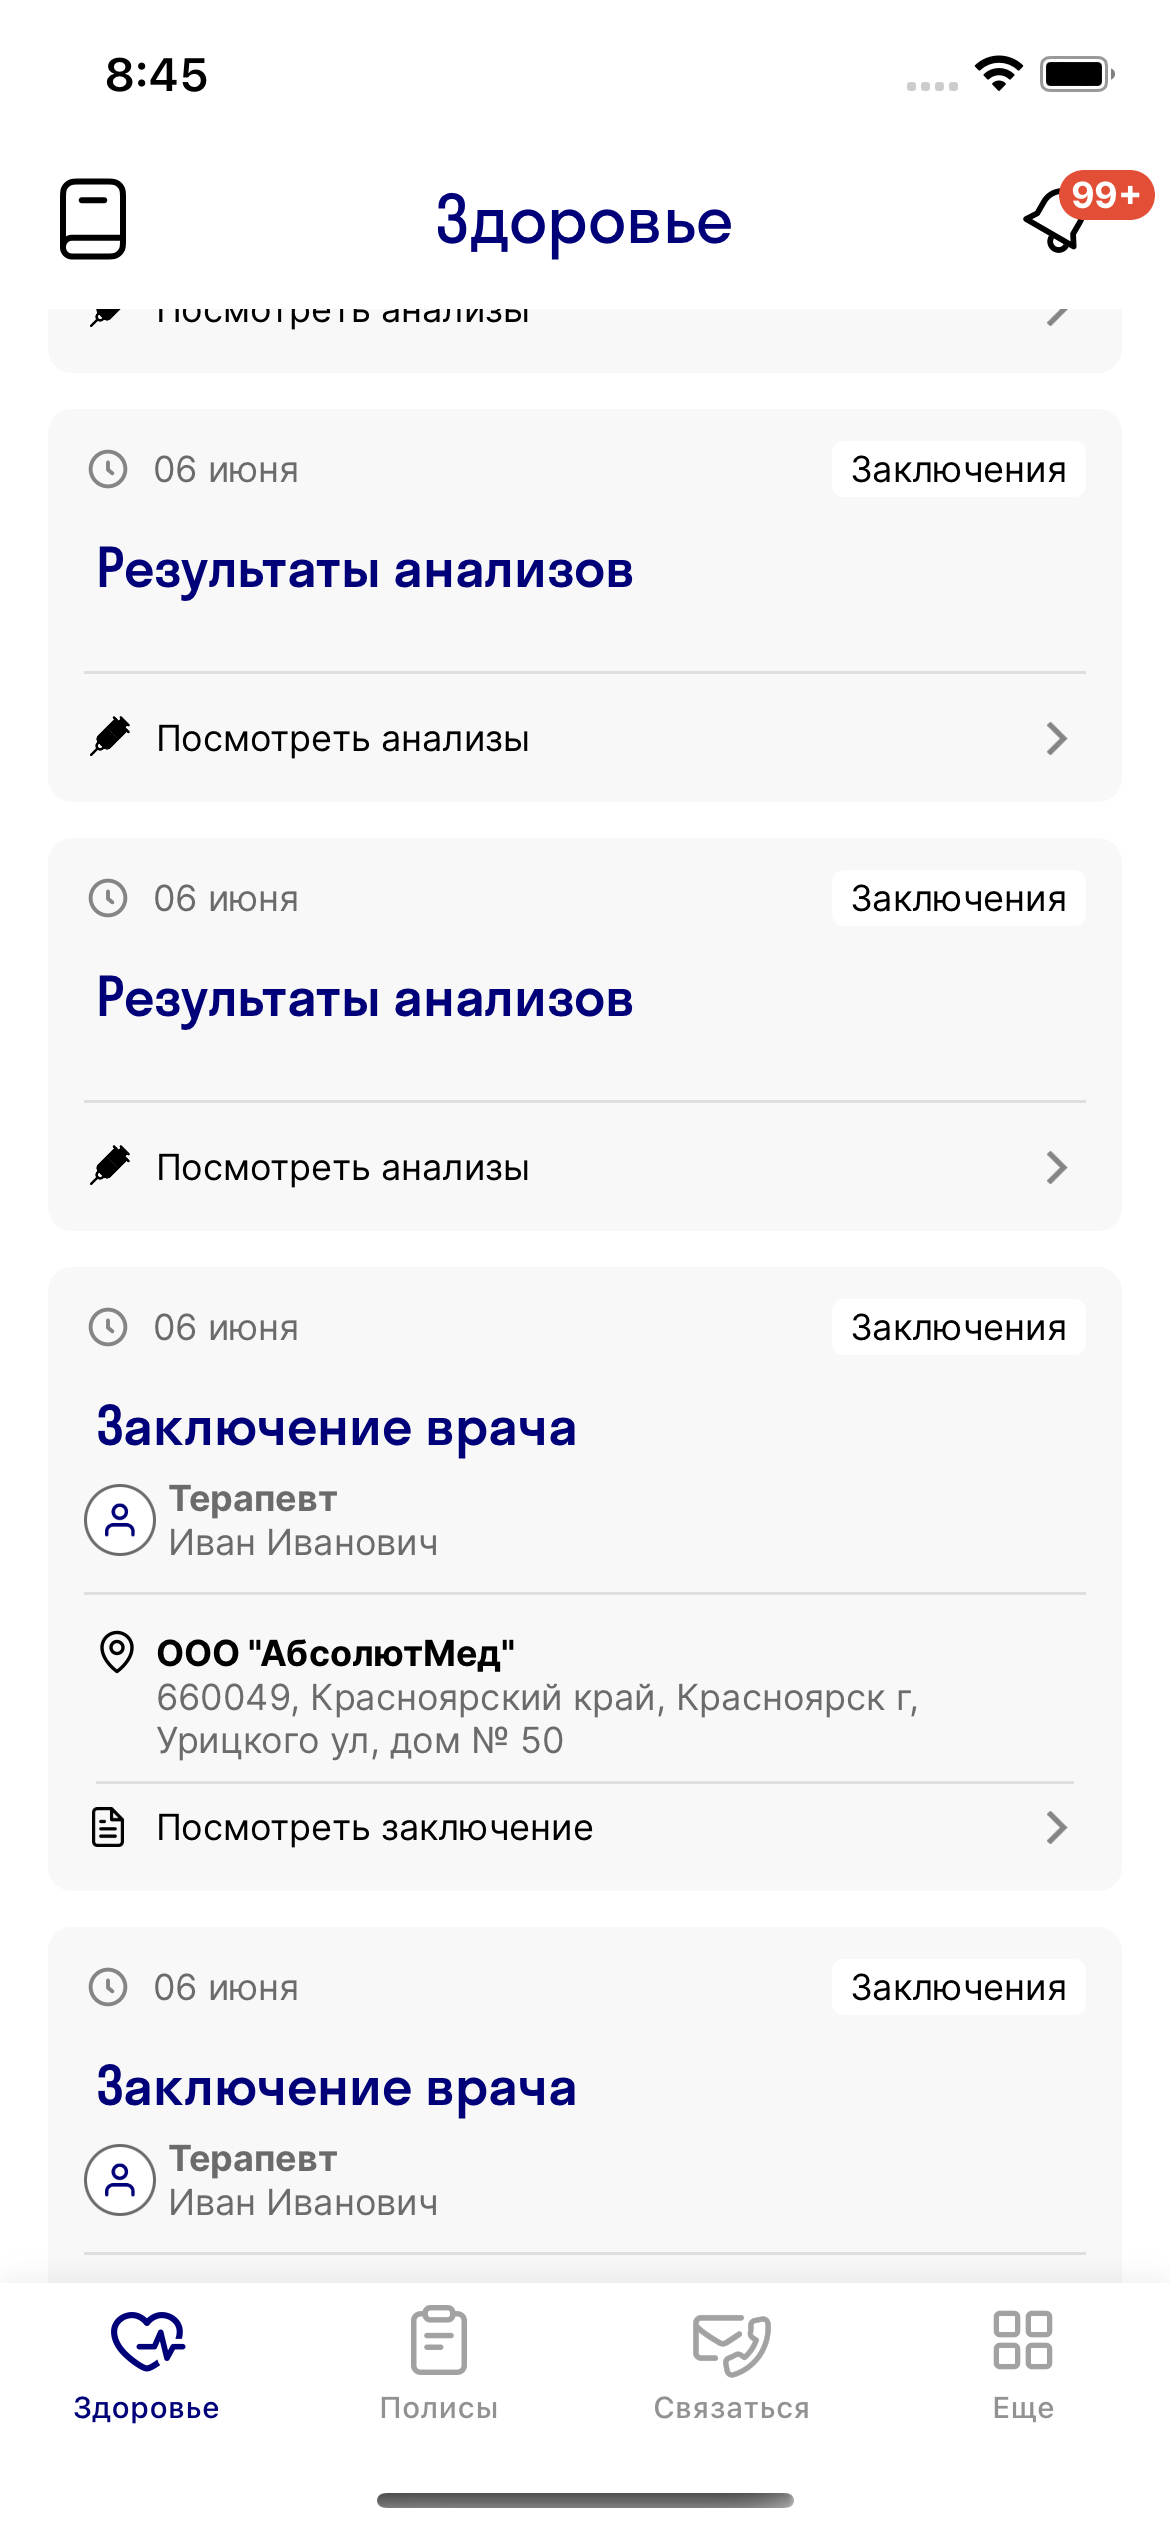 8:45
Здоровье
99+
Посмотреть анализы
06 июня
Заключения
Результаты анализов
Посмотреть анализы
06 июня
Заключения
Результаты анализов
Посмотреть анализы
06 июня
Заключения
Заключение врача
Терапевт
Иван Иванович
ООО "АбсолютМед"
660049, Красноярский край, Красноярск г,
Урицкого ул, дом № 50
Посмотреть заключение
06 июня
Заключения
Заключение врача
Терапевт
Иван Иванович
Здоровье
Полисы
Связаться
Еще